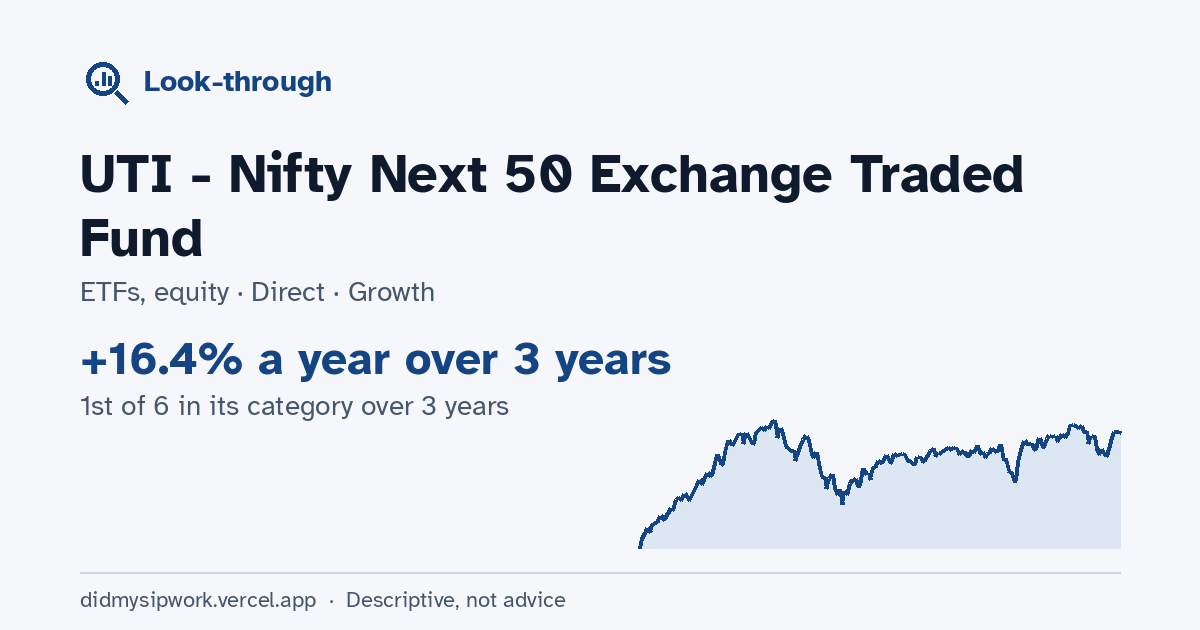 Look-through
UTI - Nifty Next 50 Exchange Traded
Fund
ETFs, equity · Direct · Growth
+16.4% a year over 3 years
1st of 6 in its category over 3 years
didmysipwork.vercel.app · Descriptive, not advice